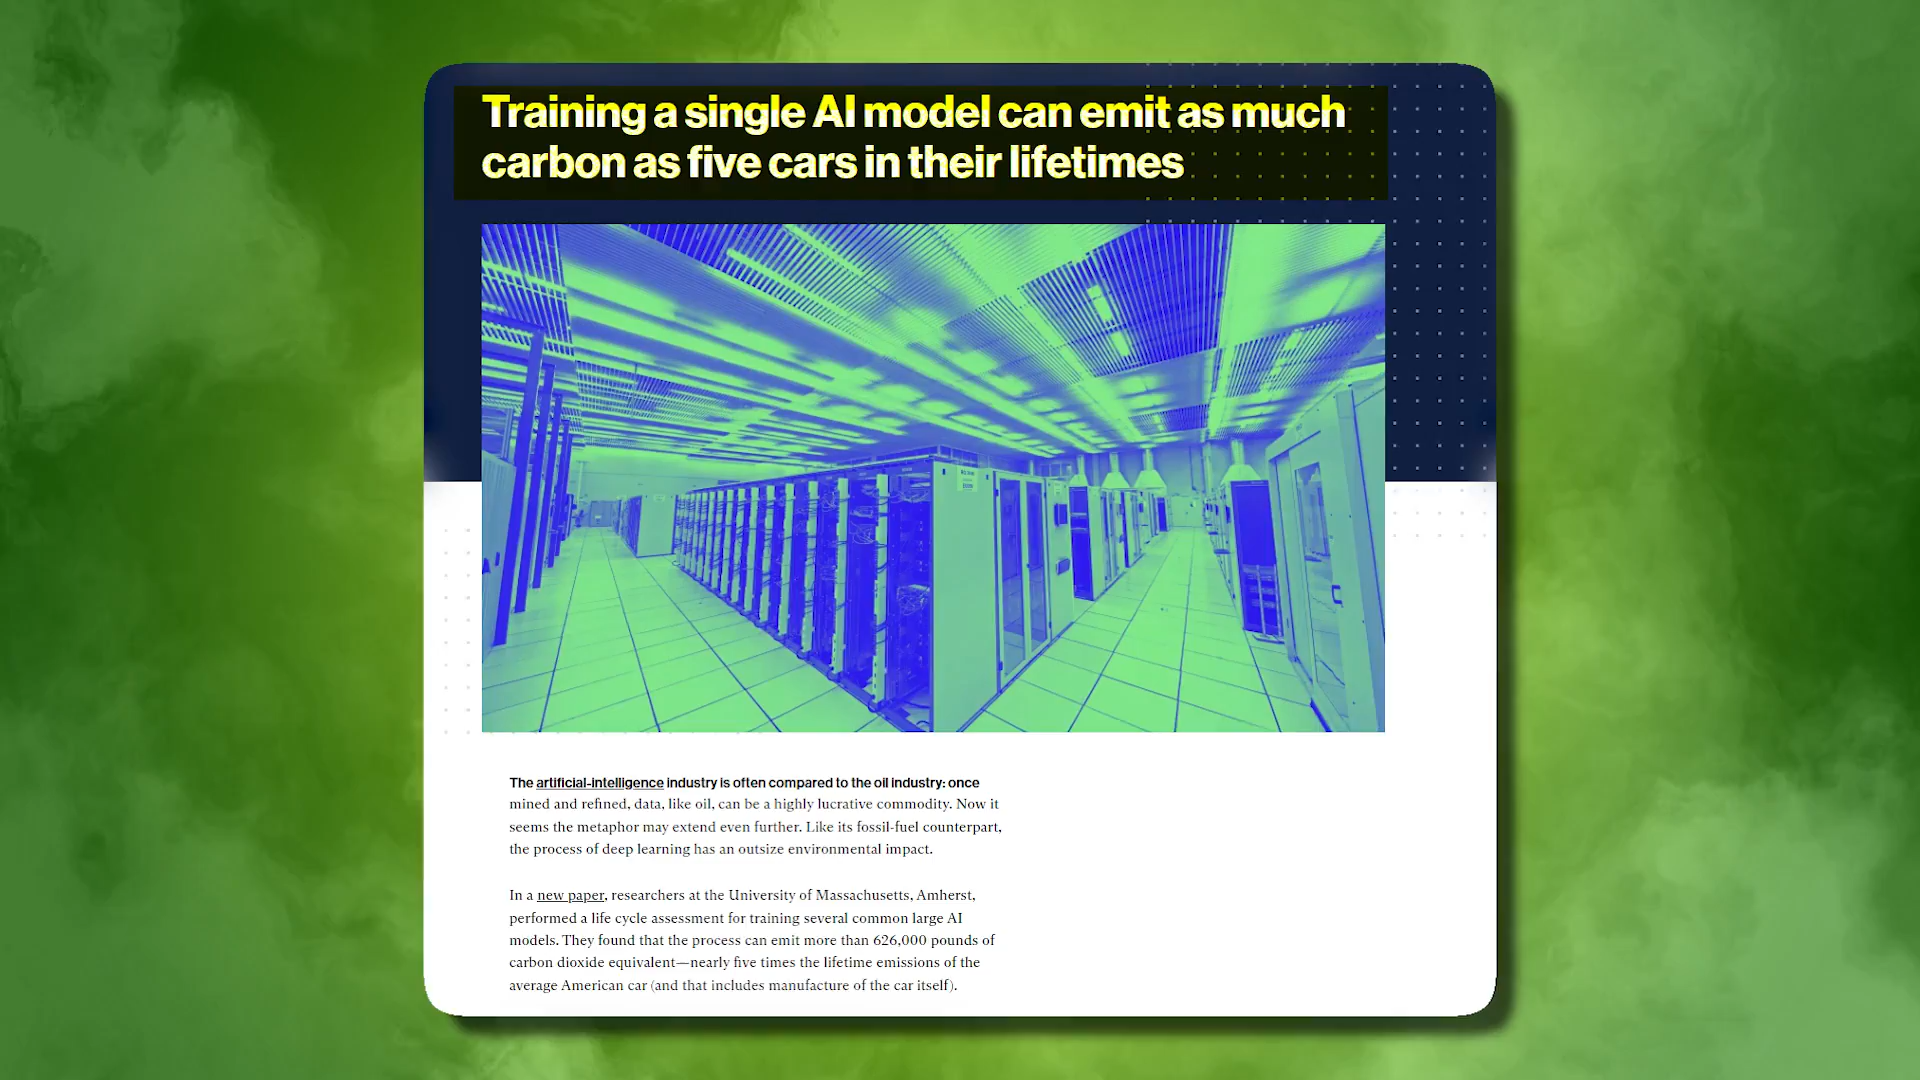 Training a single AI model can emit as much
carbon as five cars in their lifetimes
The artificial-intelligence industry is often compared to the oil industry: once
mined and refined, data, like oil, can be a highly lucrative commodity. Now it
seems the metaphor may extend even further. Like its fossil-fuel counterpart,
the process of deep learning has an outsize environmental impact.
In a new paper, researchers at the University of Massachusetts, Amherst,
performed a life cycle assessment for training several common large AI
models. They found that the process can emit more than 626,000 pounds of
carbon dioxide equivalent—nearly five times the lifetime emissions of the
average American car (and that includes manufacture of the car itself).